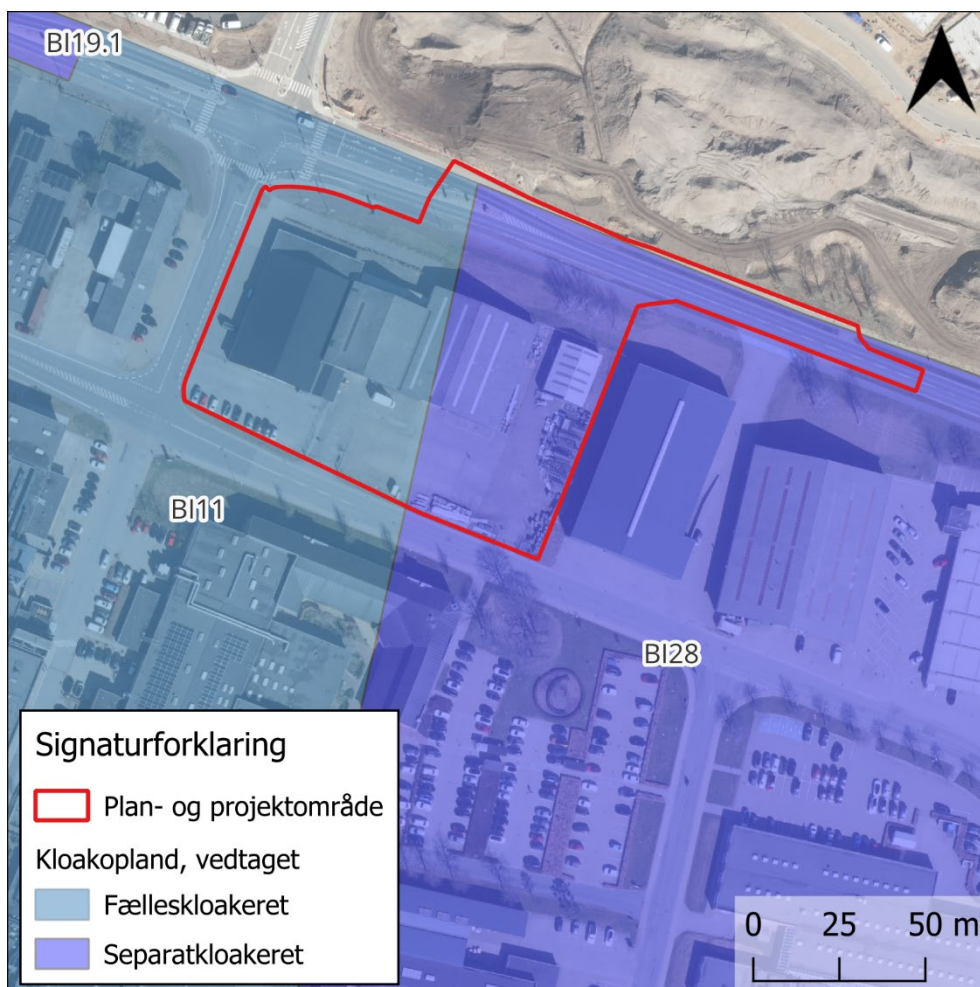 BI19.1
BI11
BI28
Signaturforklaring
Plan- og projektområde
Kloakopland, vedtaget
Fælleskloakeret
Separatkloakeret
0 25 50 m